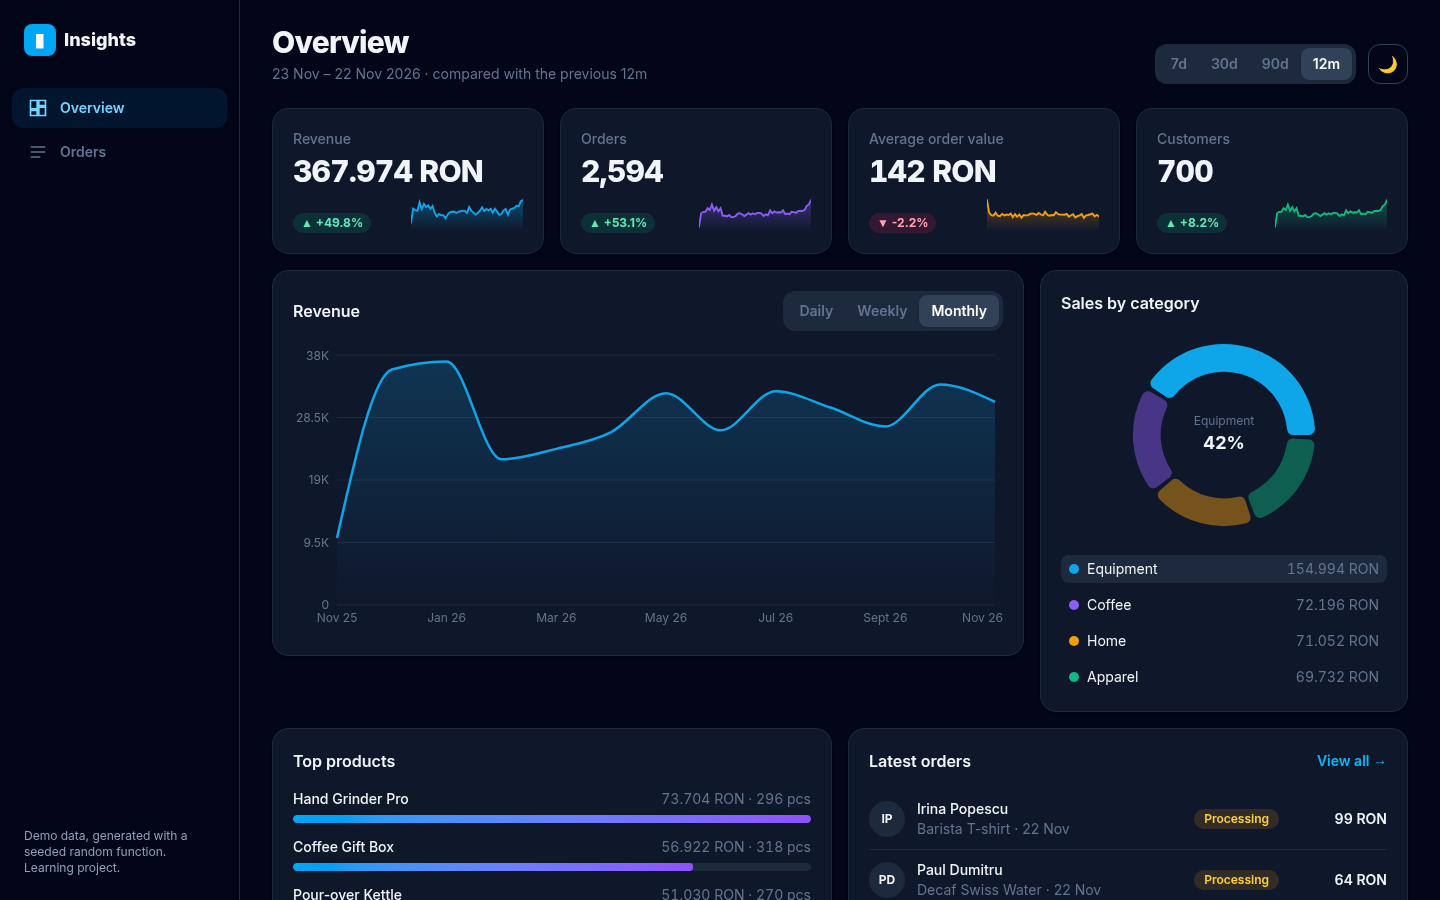 Insights
Overview
Orders
Demo data, generated with a
seeded random function.
Learning project.
Overview
23 Nov – 22 Nov 2026 · compared with the previous 12m
7d 30d 90d 12m
Revenue
367.974 RON
▲ +49.8%
Orders
2,594
▲ +53.1%
Average order value
142 RON
▼ -2.2%
Customers
700
▲ +8.2%
Revenue
Daily Weekly Monthly
38K
28.5K
19K
9.5K
0
Nov 25 Jan 26 Mar 26 May 26 Jul 26 Sept 26 Nov 26
Sales by category
Equipment
42%
Equipment 154.994 RON
Coffee 72.196 RON
Home 71.052 RON
Apparel 69.732 RON
Top products
Hand Grinder Pro 73.704 RON · 296 pcs
Coffee Gift Box 56.922 RON · 318 pcs
Pour-over Kettle 51.030 RON · 270 pcs
Latest orders
View all →
IP Irina Popescu
Barista T-shirt · 22 Nov
Processing 99 RON
PD Paul Dumitru
Decaf Swiss Water · 22 Nov
Processing 64 RON